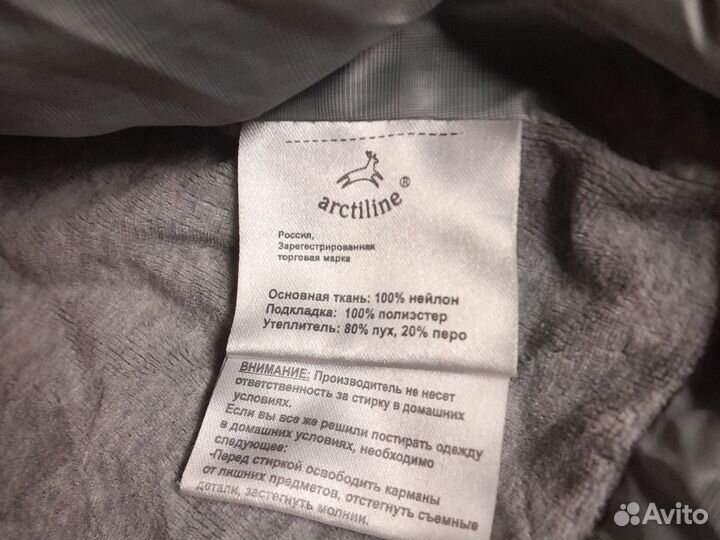 arctiline®
Россия,
Зарегестрированная
торговая марка
Основная ткань: 100% нейлон
Подкладка: 100% полиэстер
Утеплитель: 80% пух, 20% перо
ВНИМАНИЕ: Производитель не несет
ответственность за стирку в домашних
условиях.
Если вы все же решили постирать одежду
в домашних условиях, необходимо
следующее:
-Перед стиркой освободить карманы
от лишних предметов, отстегнуть съемные
детали, застегнуть молнии.
Avito